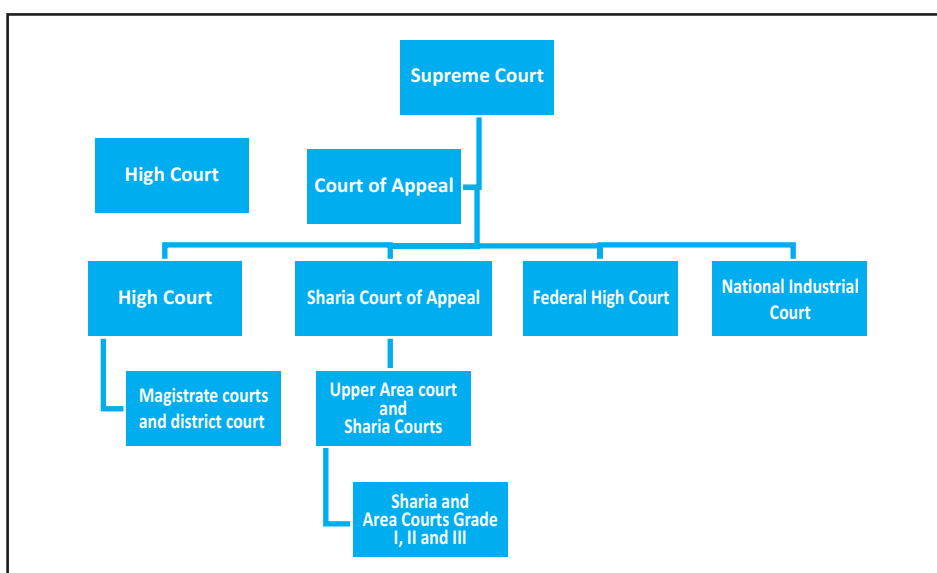 Supreme Court
High Court
Court of Appeal
High Court
Sharia Court of Appeal
Federal High Court
National Industrial
Court
Magistrate courts
and district court
Upper Area court
and
Sharia Courts
Sharia and
Area Courts Grade
I, II and III